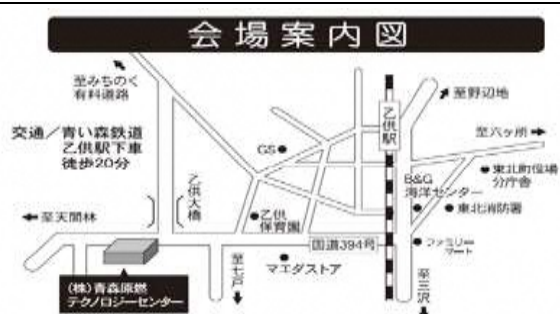 会場案内図
至みちのく
有料道路
至野辺地
乙供駅
至六ヶ所
交通／青い森鉄道
乙供駅下車
徒歩20分
GS
東北町役場
分庁舎
B&G
海洋センター
乙供大橋
東北消防署
至天間林
乙供
保育園
国道394号
ファミリー
マート
至七戸
マエダストア
至三沢
(株)青森原燃
テクノロジーセンター